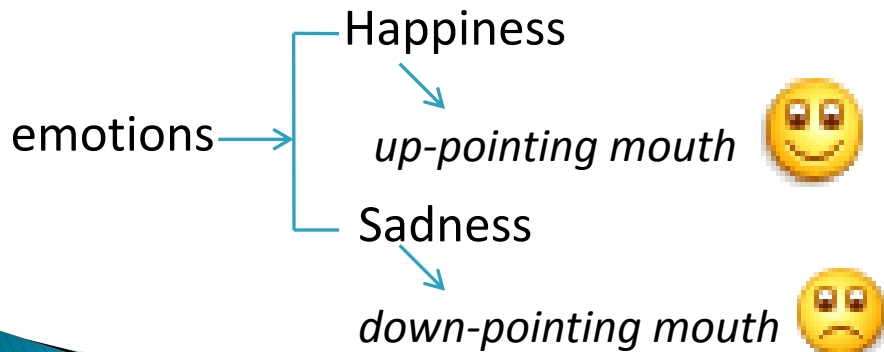 Happiness
emotions
up-pointing mouth
Sadness
down-pointing mouth